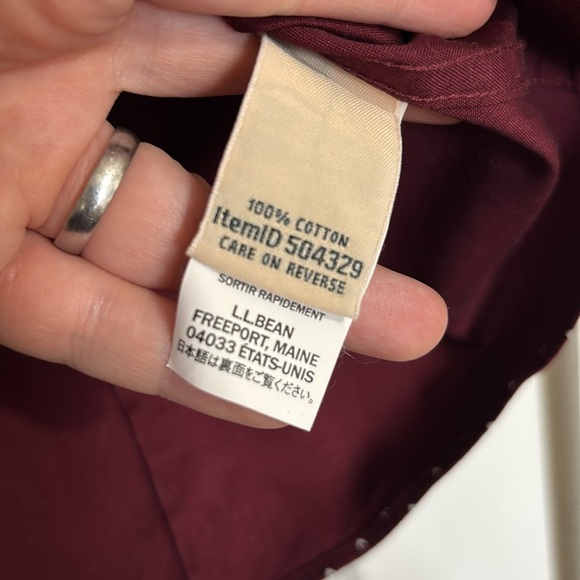 100% COTTON
ItemID 504329
CARE ON REVERSE
SORTIR RAPIDEMENT
L.L.BEAN
FREEPORT, MAINE
04033 ÉTATS-UNIS
日本語は裏面をご覧ください。